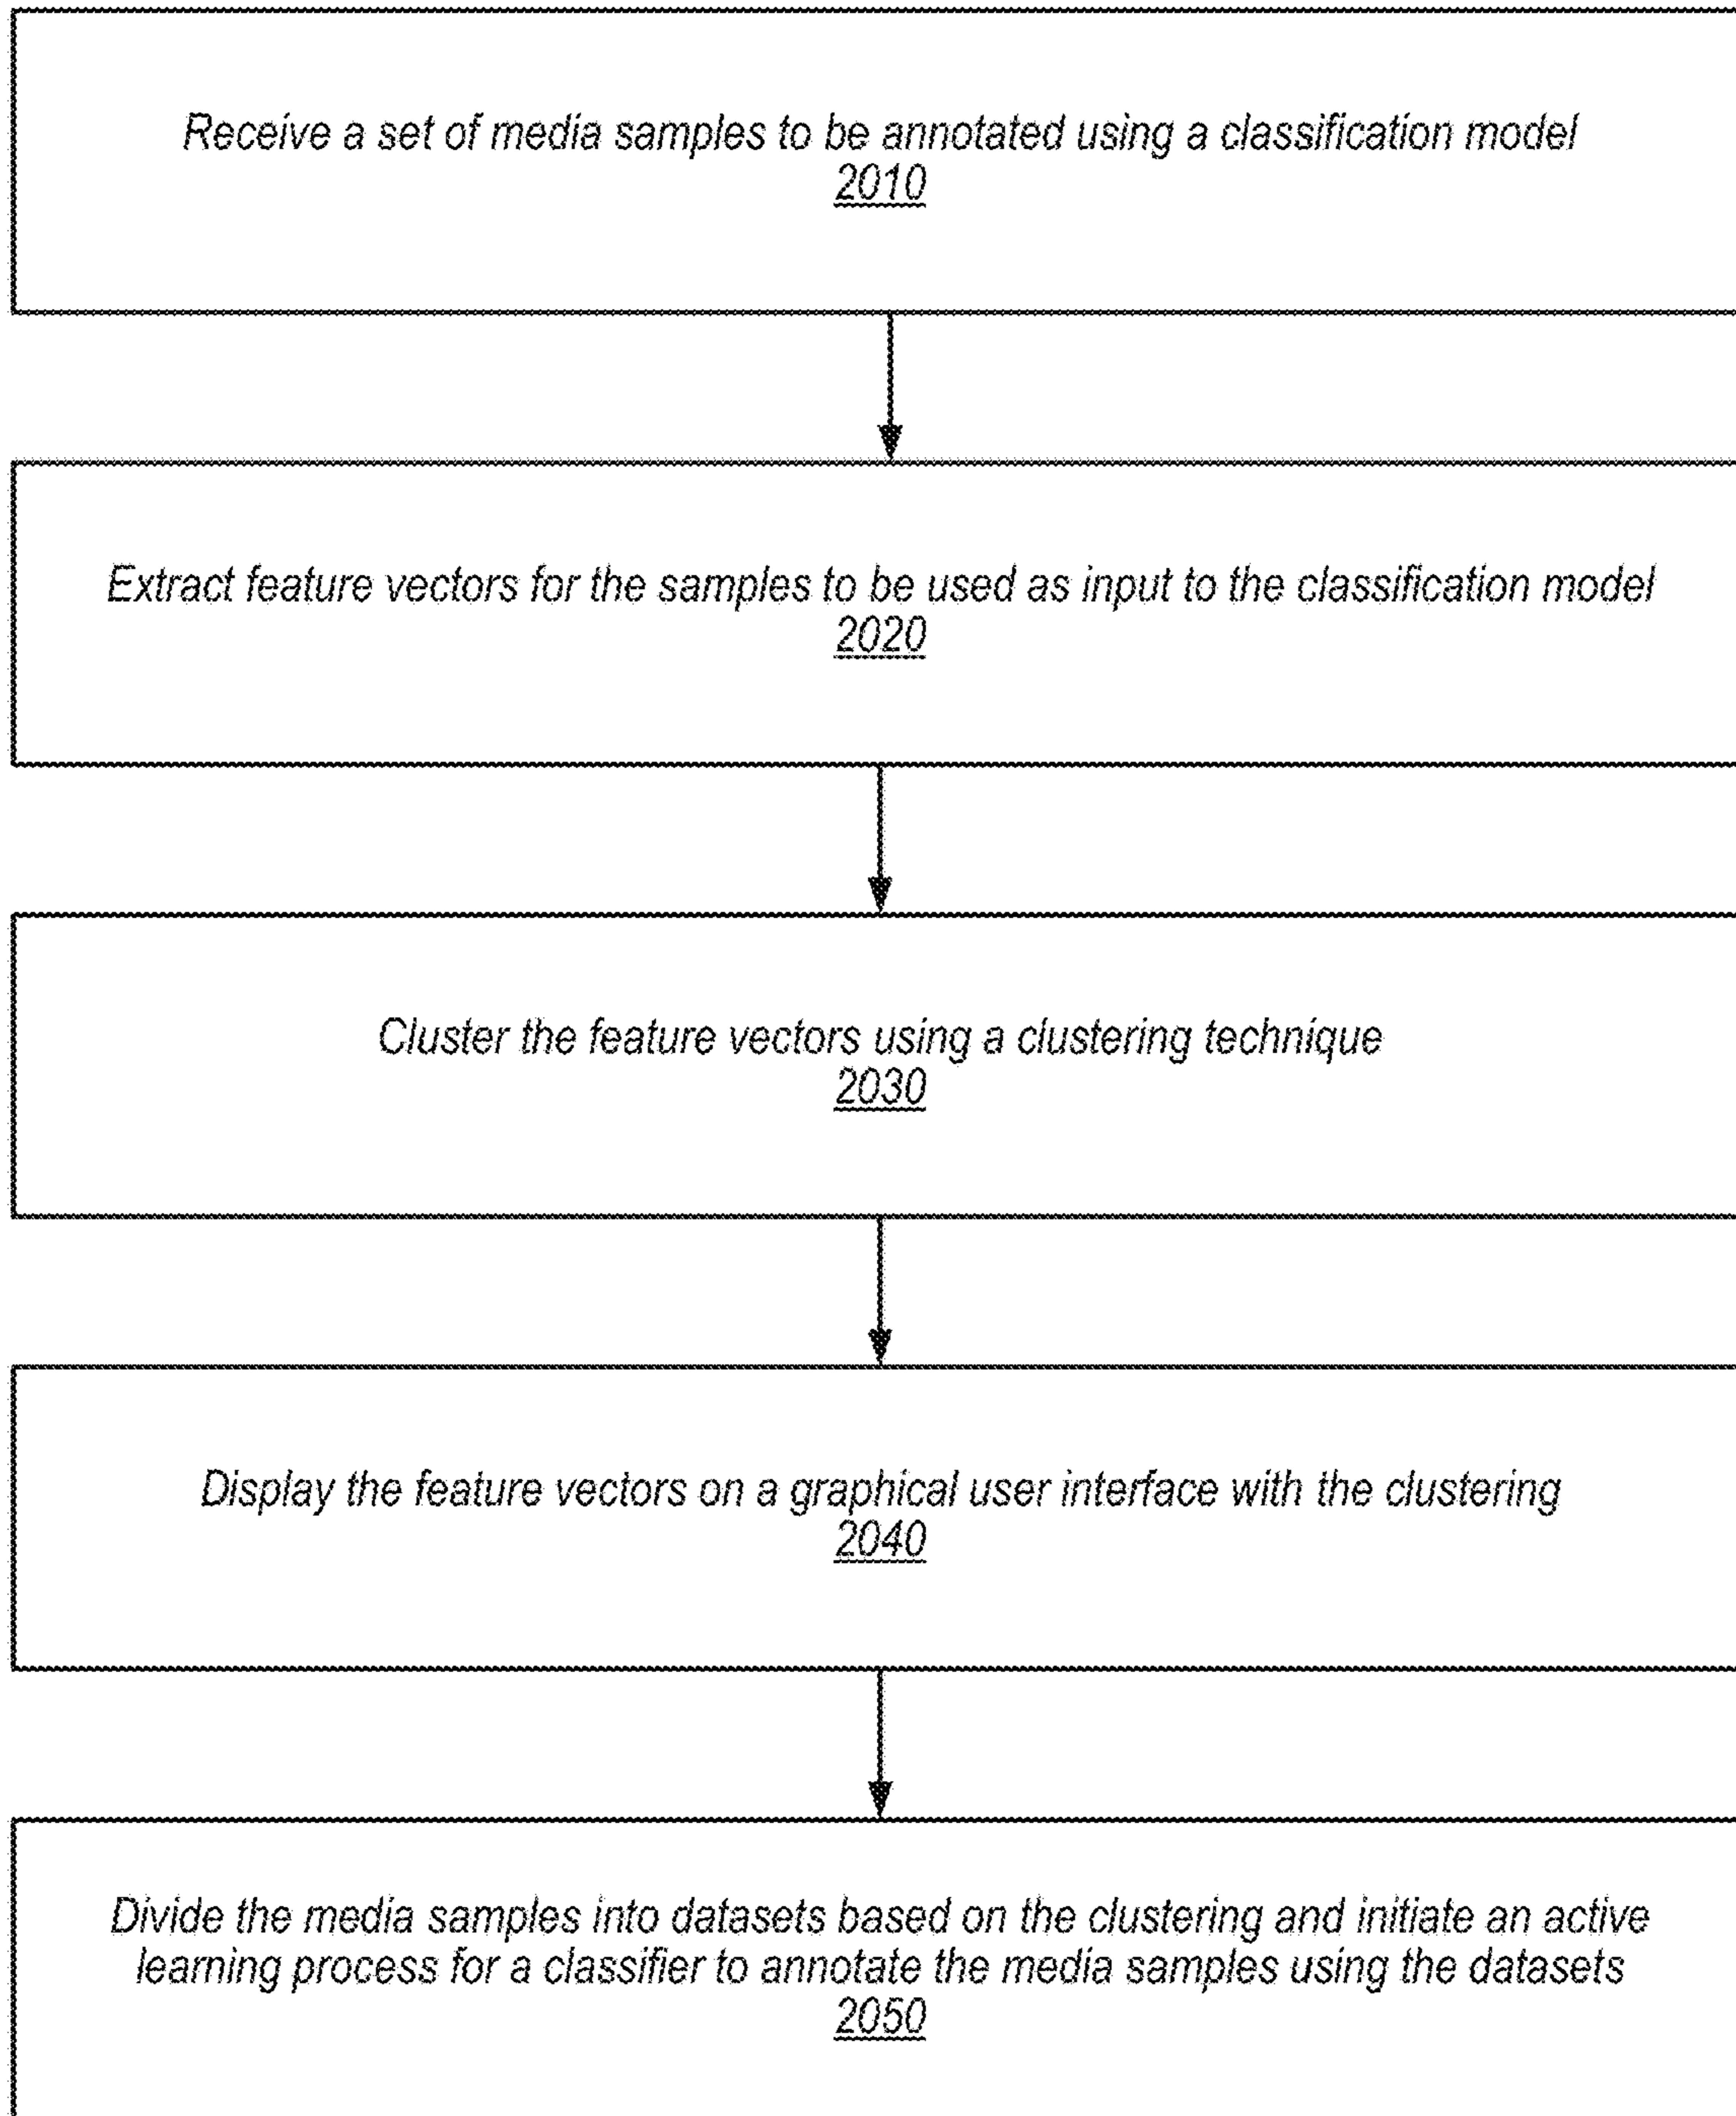 Receive a set of media samples to be annotated using a classification model
2010
Extract feature vectors for the samples to be used as input to the classification model
2020
Cluster the feature vectors using a clustering technique
2030
Display the feature vectors on a graphical user interface with the clustering
2040
Divide the media samples into datasets based on the clustering and initiate an active
learning process for a classifier to annotate the media samples using the datasets
2050